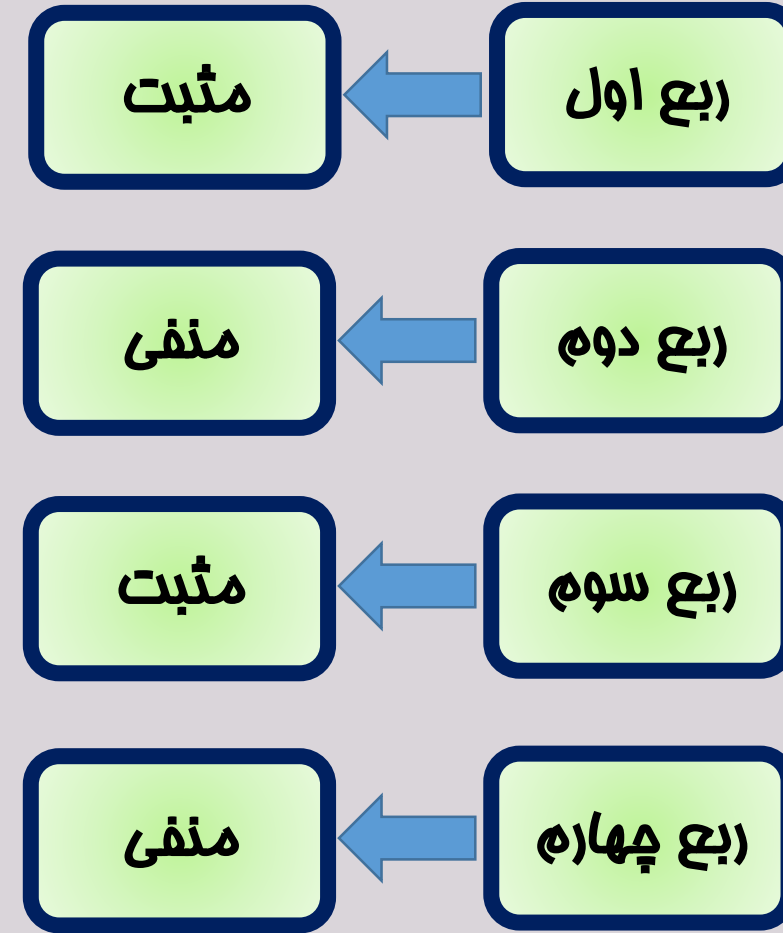 ربع اول
مثبت
ربع دوم
منفی
ربع سوم
مثبت
ربع چهارم
منفی